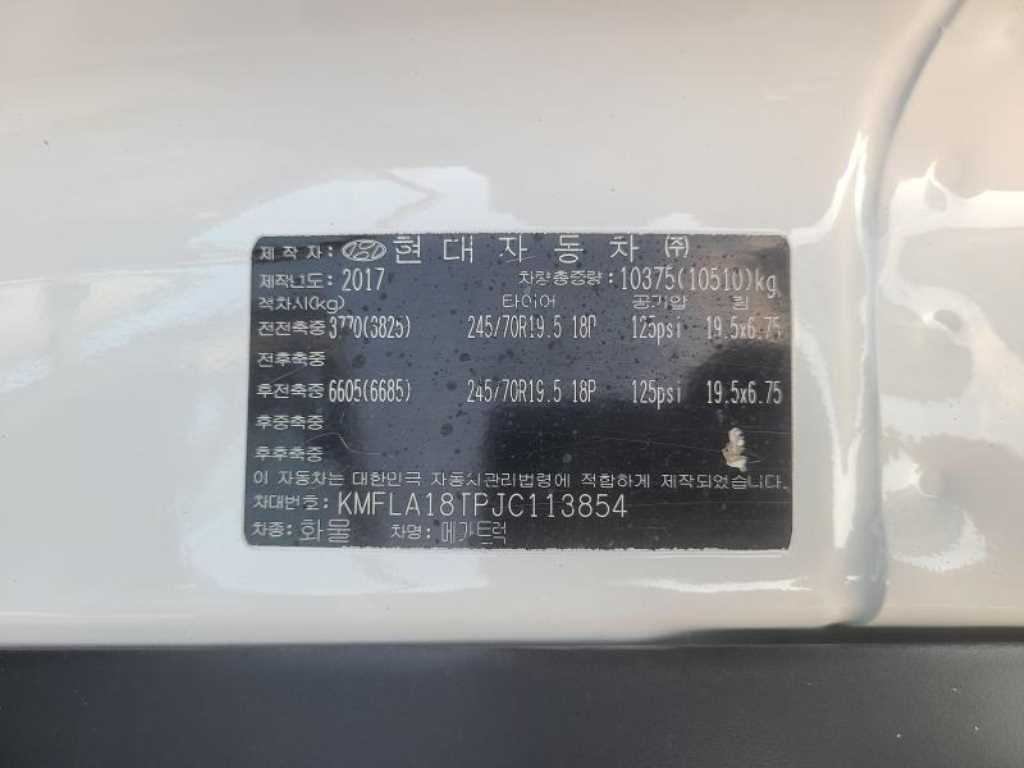 제작자: 현대자동차 ㈜
제작년도: 2017 차량총중량: 10375(10510)kg
적차시(kg) 타이어 공기압 림
전전축중 3770(3825) 245/70R19.5 18P 125psi 19.5x6.75
전후축중
후전축중 6605(6685) 245/70R19.5 18P 125psi 19.5x6.75
후중축중
후후축중
이 자동차는 대한민국 자동차관리법령에 적합하게 제작되었습니다.
차대번호: KMFLA18TPJC113854
차종: 화물 차명: 메가트럭